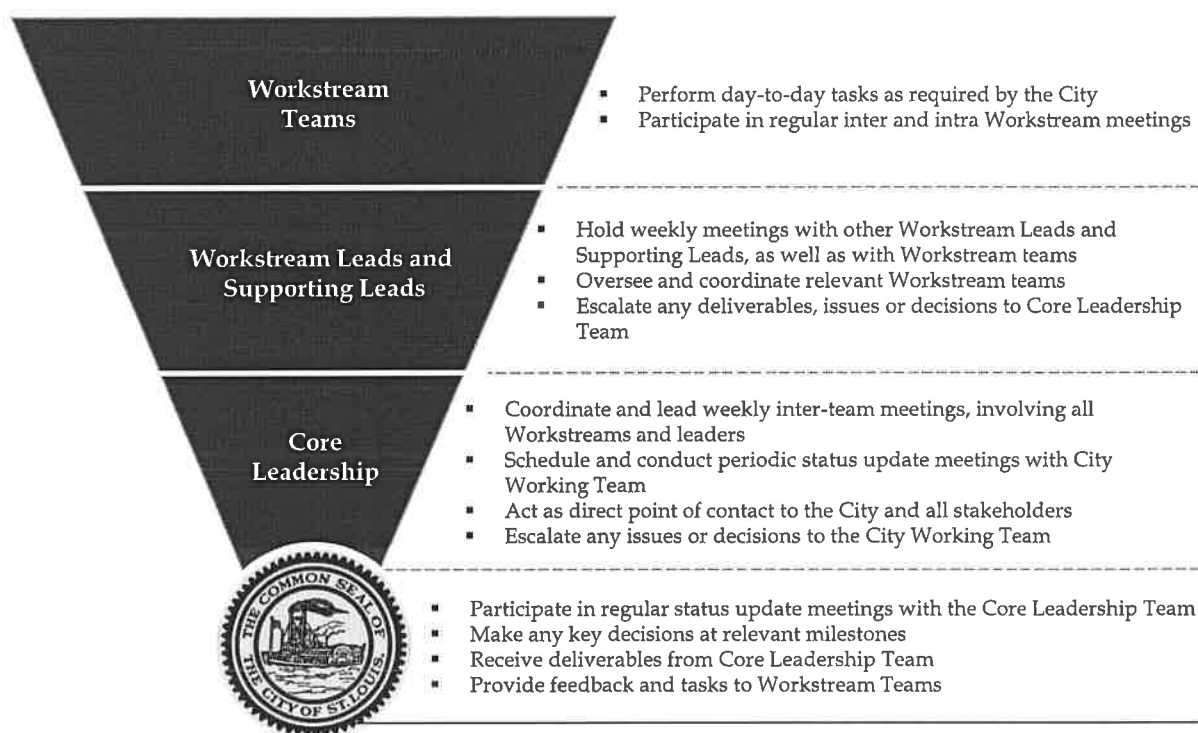 Workstream
Teams
▪ Perform day-to-day tasks as required by the City
▪ Participate in regular inter and intra Workstream meetings
Workstream Leads and
Supporting Leads
▪ Hold weekly meetings with other Workstream Leads and
Supporting Leads, as well as with Workstream teams
▪ Oversee and coordinate relevant Workstream teams
▪ Escalate any deliverables, issues or decisions to Core Leadership
Team
Core
Leadership
▪ Coordinate and lead weekly inter-team meetings, involving all
Workstreams and leaders
▪ Schedule and conduct periodic status update meetings with City
Working Team
▪ Act as direct point of contact to the City and all stakeholders
▪ Escalate any issues or decisions to the City Working Team
THE COMMON SEAL OF
THE CITY OF ST. LOUIS.
▪ Participate in regular status update meetings with the Core Leadership Team
▪ Make any key decisions at relevant milestones
▪ Receive deliverables from Core Leadership Team
▪ Provide feedback and tasks to Workstream Teams